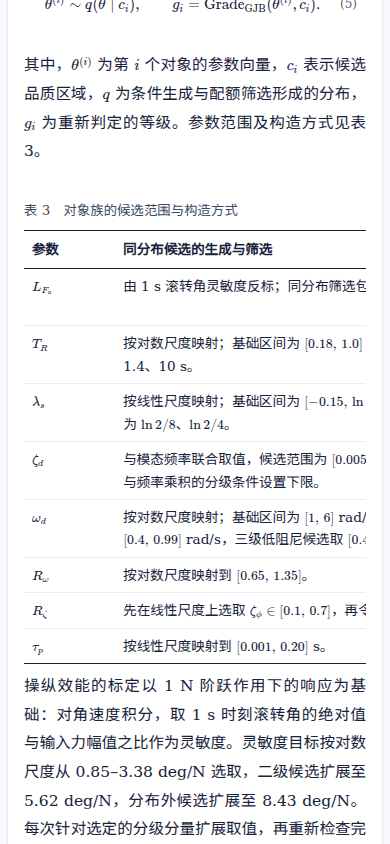 θ⁽ⁱ⁾ ∼ q(θ | cᵢ),  gᵢ = Grade_GJB(θ⁽ⁱ⁾, cᵢ).  (5)
其中，θ⁽ⁱ⁾ 为第 i 个对象的参数向量，cᵢ 表示候选
品质区域，q 为条件生成与配额筛选形成的分布，
gᵢ 为重新判定的等级。参数范围及构造方式见表
3。
表 3 对象族的候选范围与构造方式
参数 同分布候选的生成与筛选
L_{F_a} 由 1 s 滚转角灵敏度反标；同分布筛选包
T_R 按对数尺度映射；基础区间为 [0.18, 1.0]
1.4、10 s。
λ_s 按线性尺度映射；基础区间为 [−0.15, ln
为 ln 2/8、ln 2/4。
ζ_d 与模态频率联合取值，候选范围为 [0.005
与频率乘积的分级条件设置下限。
ω_d 按对数尺度映射；基础区间为 [1, 6] rad/
[0.4, 0.99] rad/s，三级低阻尼候选取 [0.4
R_ω 按对数尺度映射到 [0.65, 1.35]。
R_ζ 先在线性尺度上选取 ζ_ϕ ∈ [0.1, 0.7]，再令
τ_p 按线性尺度映射到 [0.001, 0.20] s。
操纵效能的标定以 1 N 阶跃作用下的响应为基
础：对角速度积分，取 1 s 时刻滚转角的绝对值
与输入力幅值之比作为灵敏度。灵敏度目标按对数
尺度从 0.85–3.38 deg/N 选取，二级候选扩展至
5.62 deg/N，分布外候选扩展至 8.43 deg/N。
每次针对选定的分级分量扩展取值，再重新检查完